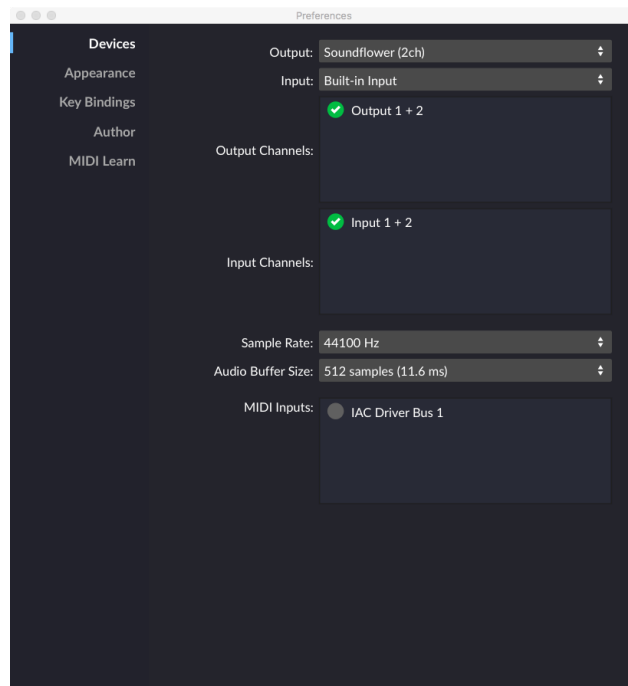 Preferences
Devices
Appearance
Key Bindings
Author
MIDI Learn
Output: Soundflower (2ch)
Input: Built-in Input
Output Channels:
Output 1 + 2
Input Channels:
Input 1 + 2
Sample Rate: 44100 Hz
Audio Buffer Size: 512 samples (11.6 ms)
MIDI Inputs:
IAC Driver Bus 1